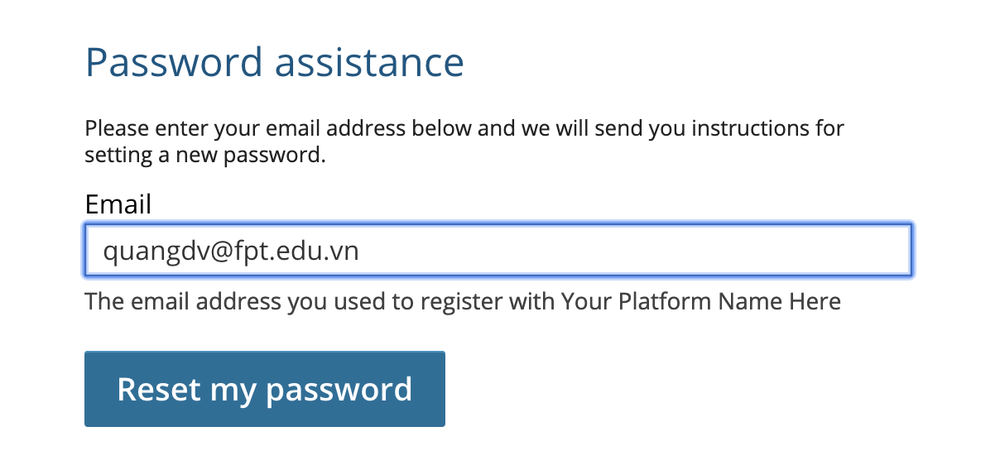 Password assistance
Please enter your email address below and we will send you instructions for
setting a new password.
Email
quangdv@fpt.edu.vn
The email address you used to register with Your Platform Name Here
Reset my password